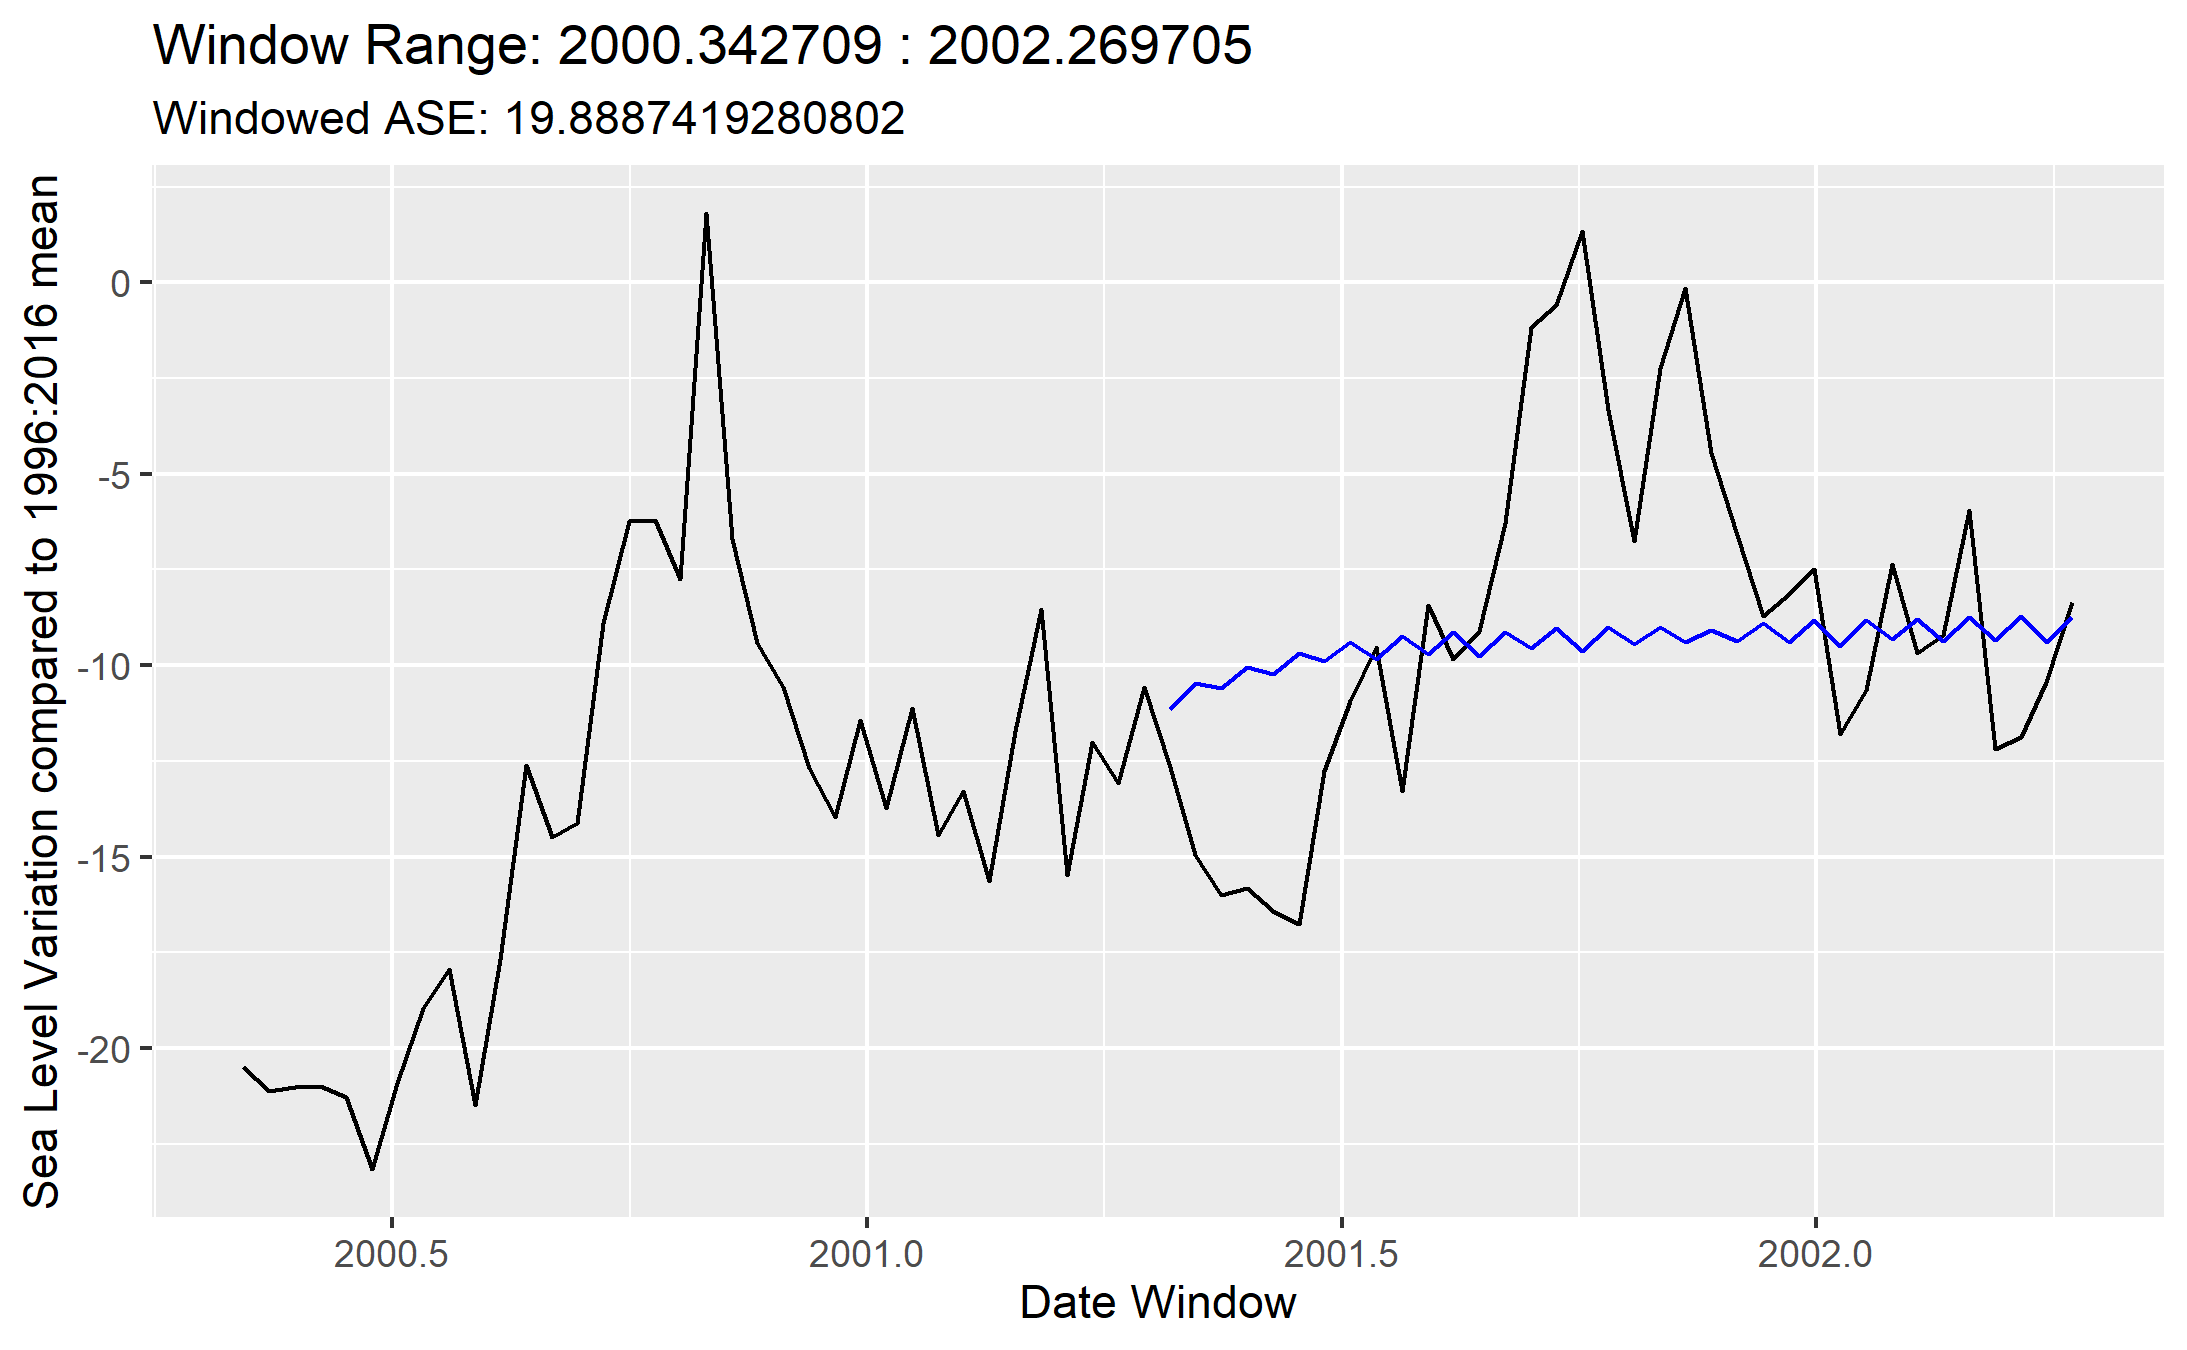 Window Range: 2000.342709 : 2002.269705
Windowed ASE: 19.8887419280802
Sea Level Variation compared to 1996:2016 mean
0
-5
-10
-15
-20
2000.5
2001.0
2001.5
2002.0
Date Window